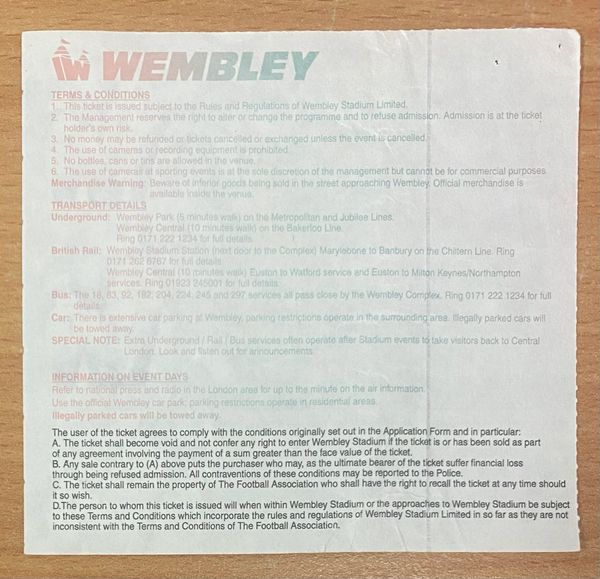 WEMBLEY
TERMS & CONDITIONS
1. This ticket is issued subject to the Rules and Regulations of Wembley Stadium Limited.
2. The Management reserves the right to alter or change the programme and to refuse admission. Admission is at the ticket
holder's own risk.
3. No money may be refunded or tickets cancelled or exchanged unless the event is cancelled.
4. The use of cameras or recording equipment is prohibited.
5. No bottles, cans or tins are allowed in the venue.
6. The use of cameras at sporting events is at the sole discretion of the management but cannot be for commercial purposes.
Merchandise Warning: Beware of inferior goods being sold in the street approaching Wembley. Official merchandise is
available inside the venue.
TRANSPORT DETAILS
Underground: Wembley Park (5 minutes walk) on the Metropolitan and Jubilee Lines.
Wembley Central (10 minutes walk) on the Bakerloo Line.
Ring 0171 222 1234 for full details.
British Rail: Wembley Stadium Station (next door to the Complex) Marylebone to Banbury on the Chiltern Line. Ring
0171 262 6767 for full details.
Wembley Central (10 minutes walk) Euston to Watford service and Euston to Milton Keynes/Northampton
services. Ring 01923 245001 for full details.
Bus: The 18, 83, 92, 182, 204, 224, 245 and 297 services all pass close by the Wembley Complex. Ring 0171 222 1234 for full
details.
Car: There is extensive car parking at Wembley, parking restrictions operate in the surrounding area. Illegally parked cars will
be towed away.
SPECIAL NOTE: Extra Underground / Rail / Bus services often operate after Stadium events to take visitors back to Central
London. Look and listen out for announcements.
INFORMATION ON EVENT DAYS
Refer to national press and radio in the London area for up to the minute on the air information.
Use the official Wembley car park; parking restrictions operate in residential areas.
Illegally parked cars will be towed away.
The user of the ticket agrees to comply with the conditions originally set out in the Application Form and in particular:
A. The ticket shall become void and not confer any right to enter Wembley Stadium if the ticket is or has been sold as part
of any agreement involving the payment of a sum greater than the face value of the ticket.
B. Any sale contrary to (A) above puts the purchaser who may, as the ultimate bearer of the ticket suffer financial loss
through being refused admission. All contraventions of these conditions may be reported to the Police.
C. The ticket shall remain the property of The Football Association who shall have the right to recall the ticket at any time should
it so wish.
D.The person to whom this ticket is issued will when within Wembley Stadium or the approaches to Wembley Stadium be subject
to these Terms and Conditions which incorporate the rules and regulations of Wembley Stadium Limited in so far as they are not
inconsistent with the Terms and Conditions of The Football Association.